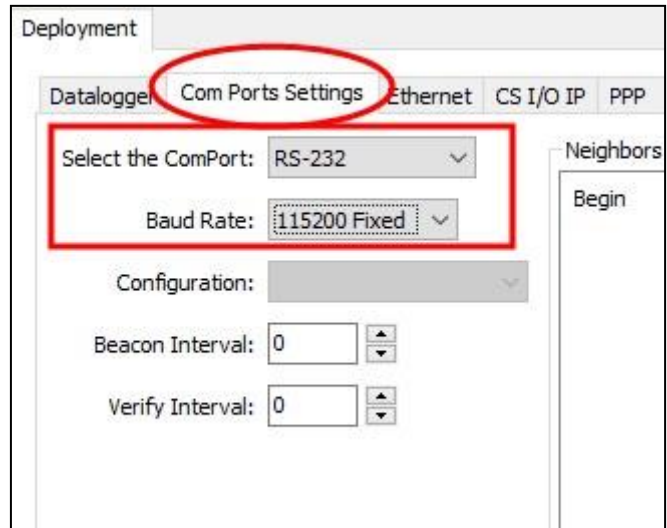 Deployment
Datalogger Com Ports Settings Ethernet CS I/O IP PPP
Select the ComPort: RS-232
Neighbors
Baud Rate: 115200 Fixed
Begin
Configuration:
Beacon Interval: 0
Verify Interval: 0